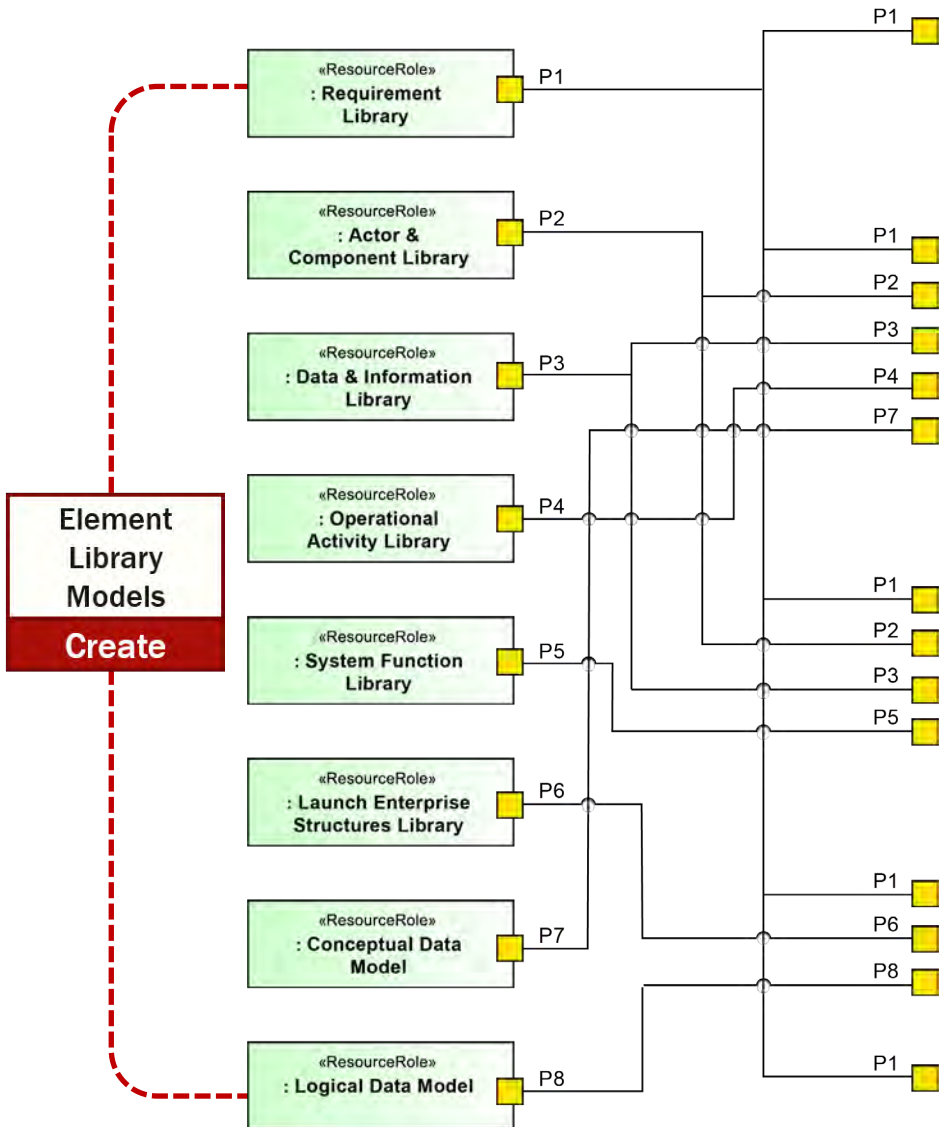 P1
«ResourceRole»
: Requirement
Library
P1
«ResourceRole»
: Actor &
Component Library
P2
P1
P2
«ResourceRole»
: Data & Information
Library
P3
P3
P4
P7
«ResourceRole»
: Operational
Activity Library
P4
Element
Library
Models
Create
«ResourceRole»
: System Function
Library
P5
P1
P2
P3
P5
«ResourceRole»
: Launch Enterprise
Structures Library
P6
«ResourceRole»
: Conceptual Data
Model
P7
P1
P6
P8
«ResourceRole»
: Logical Data Model
P8
P1